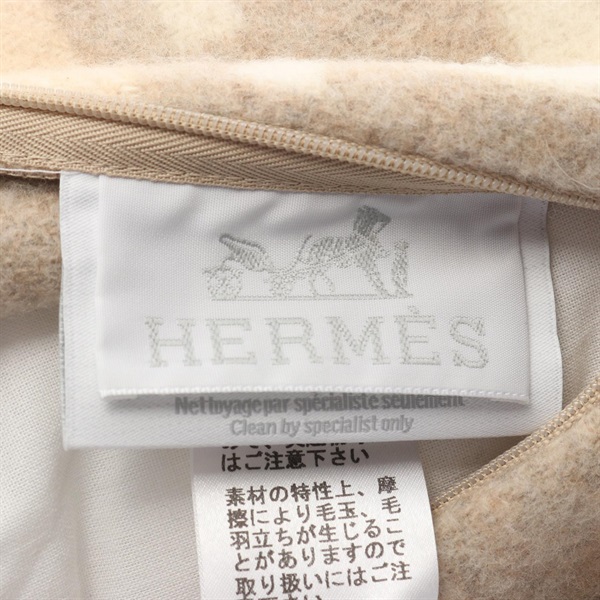 HERMÈS
Nettoyage par spécialiste seulement
Clean by specialist only
はご注意下さい
素材の特性上、摩
擦により毛玉、毛
羽立ちが生じるこ
とがありますので
取り扱いにはご注